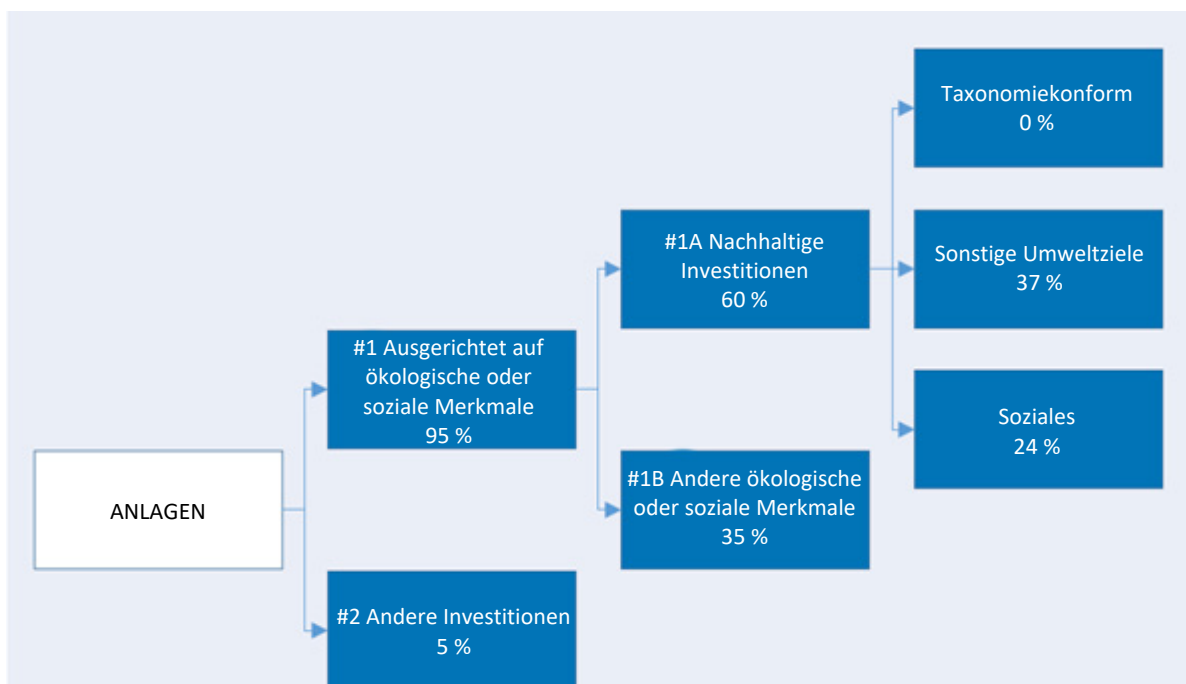 ANLAGEN
#1 Ausgerichtet auf
ökologische oder
soziale Merkmale
95 %
#2 Andere Investitionen
5 %
#1A Nachhaltige
Investitionen
60 %
#1B Andere ökologische
oder soziale Merkmale
35 %
Taxonomiekonform
0 %
Sonstige Umweltziele
37 %
Soziales
24 %